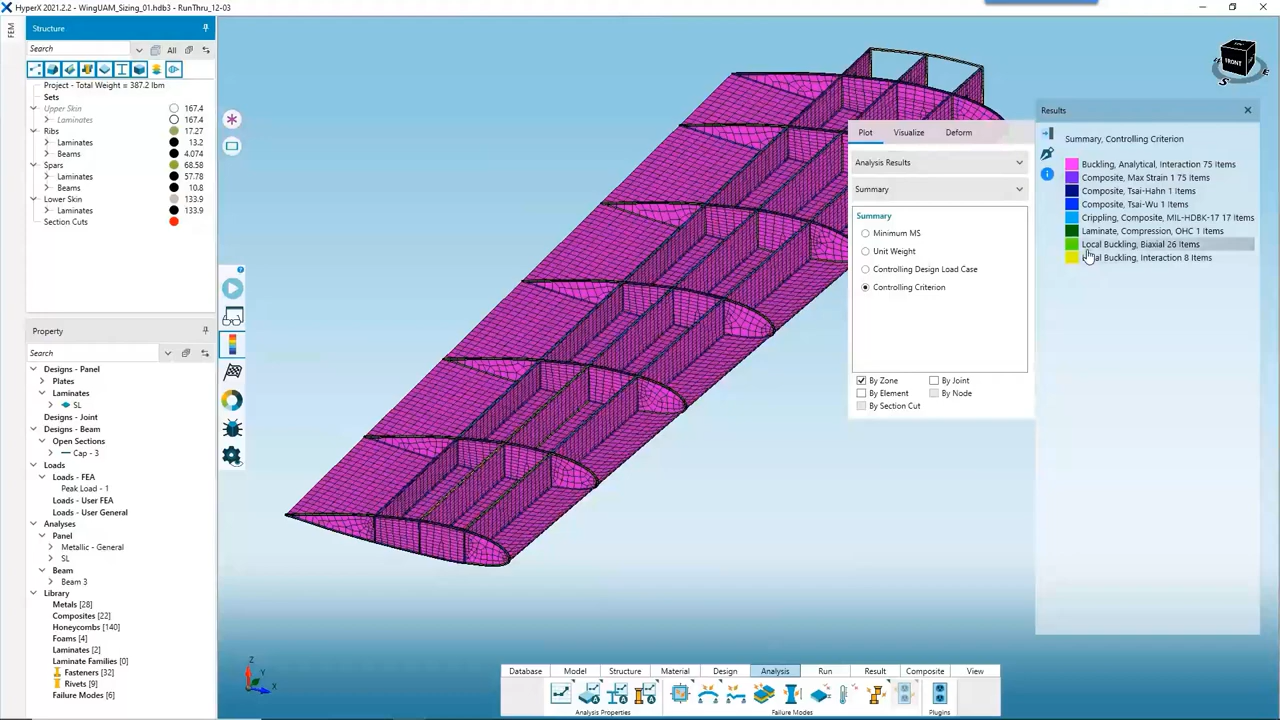 HyperX 2021.2.2 - WingUAM_Sizing_01.hdb3 - RunThru_12-03
FEM
Structure
Search
All
Project - Total Weight = 387.2 lbm
Sets
Upper Skin 167.4
Laminates 167.4
Ribs 17.27
Laminates 13.2
Beams 4.074
Spars 68.58
Laminates 57.78
Beams 10.8
Lower Skin 133.9
Laminates 133.9
Section Cuts
Property
Search
Designs - Panel
Plates
Laminates
SL
Designs - Joint
Designs - Beam
Open Sections
Cap - 3
Loads
Loads - FEA
Peak Load - 1
Loads - User FEA
Loads - User General
Analyses
Panel
Metallic - General
SL
Beam
Beam 3
Library
Metals [28]
Composites [22]
Honeycombs [140]
Foams [4]
Laminates [2]
Laminate Families [0]
Fasteners [32]
Rivets [9]
Failure Modes [6]
Plot Visualize Deform
Analysis Results
Summary
Summary
Minimum MS
Unit Weight
Controlling Design Load Case
Controlling Criterion
By Zone By Joint
By Element By Node
By Section Cut
FRONT
S
E
Results
Summary, Controlling Criterion
Buckling, Analytical, Interaction 75 Items
Composite, Max Strain 1 75 Items
Composite, Tsai-Hahn 1 Items
Composite, Tsai-Wu 1 Items
Crippling, Composite, MIL-HDBK-17 17 Items
Laminate, Compression, OHC 1 Items
Local Buckling, Biaxial 26 Items
Buckling, Interaction 8 Items
Z
Y
X
Database Model Structure Material Design Analysis Run Result Composite View
Analysis Properties Failure Modes Plugins